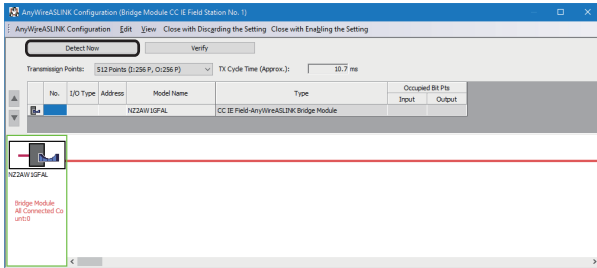 AnyWireASLINK Configuration (Bridge Module CC IE Field Station No. 1)
AnyWireASLINK Configuration Edit View Close with Discarding the Setting Close with Enabling the Setting
Detect Now Verify
Transmission Points: 512 Points (I:256 P, O:256 P) TX Cycle Time (Approx.): 10.7 ms
No. I/O Type Address Model Name Type Occupied Bit Pts
Input Output
NZ2AW1GFAL CC IE Field-AnyWireASLINK Bridge Module
NZ2AW1GFAL
Bridge Module
All Connected Co
unt:0